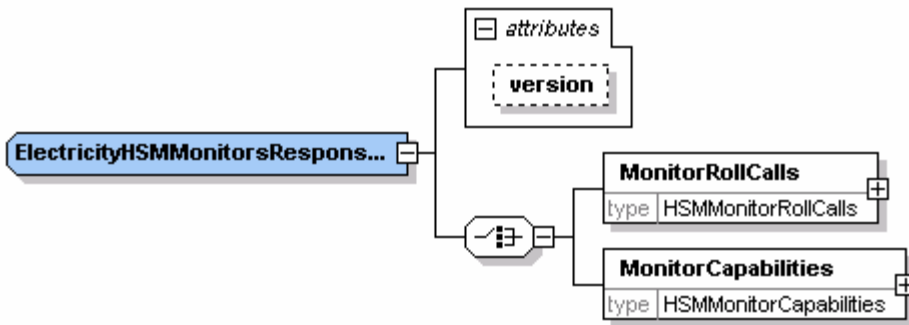 attributes
version
ElectricityHSMMonitorsRespons...
MonitorRollCalls
type HSMMonitorRollCalls
MonitorCapabilities
type HSMMonitorCapabilities